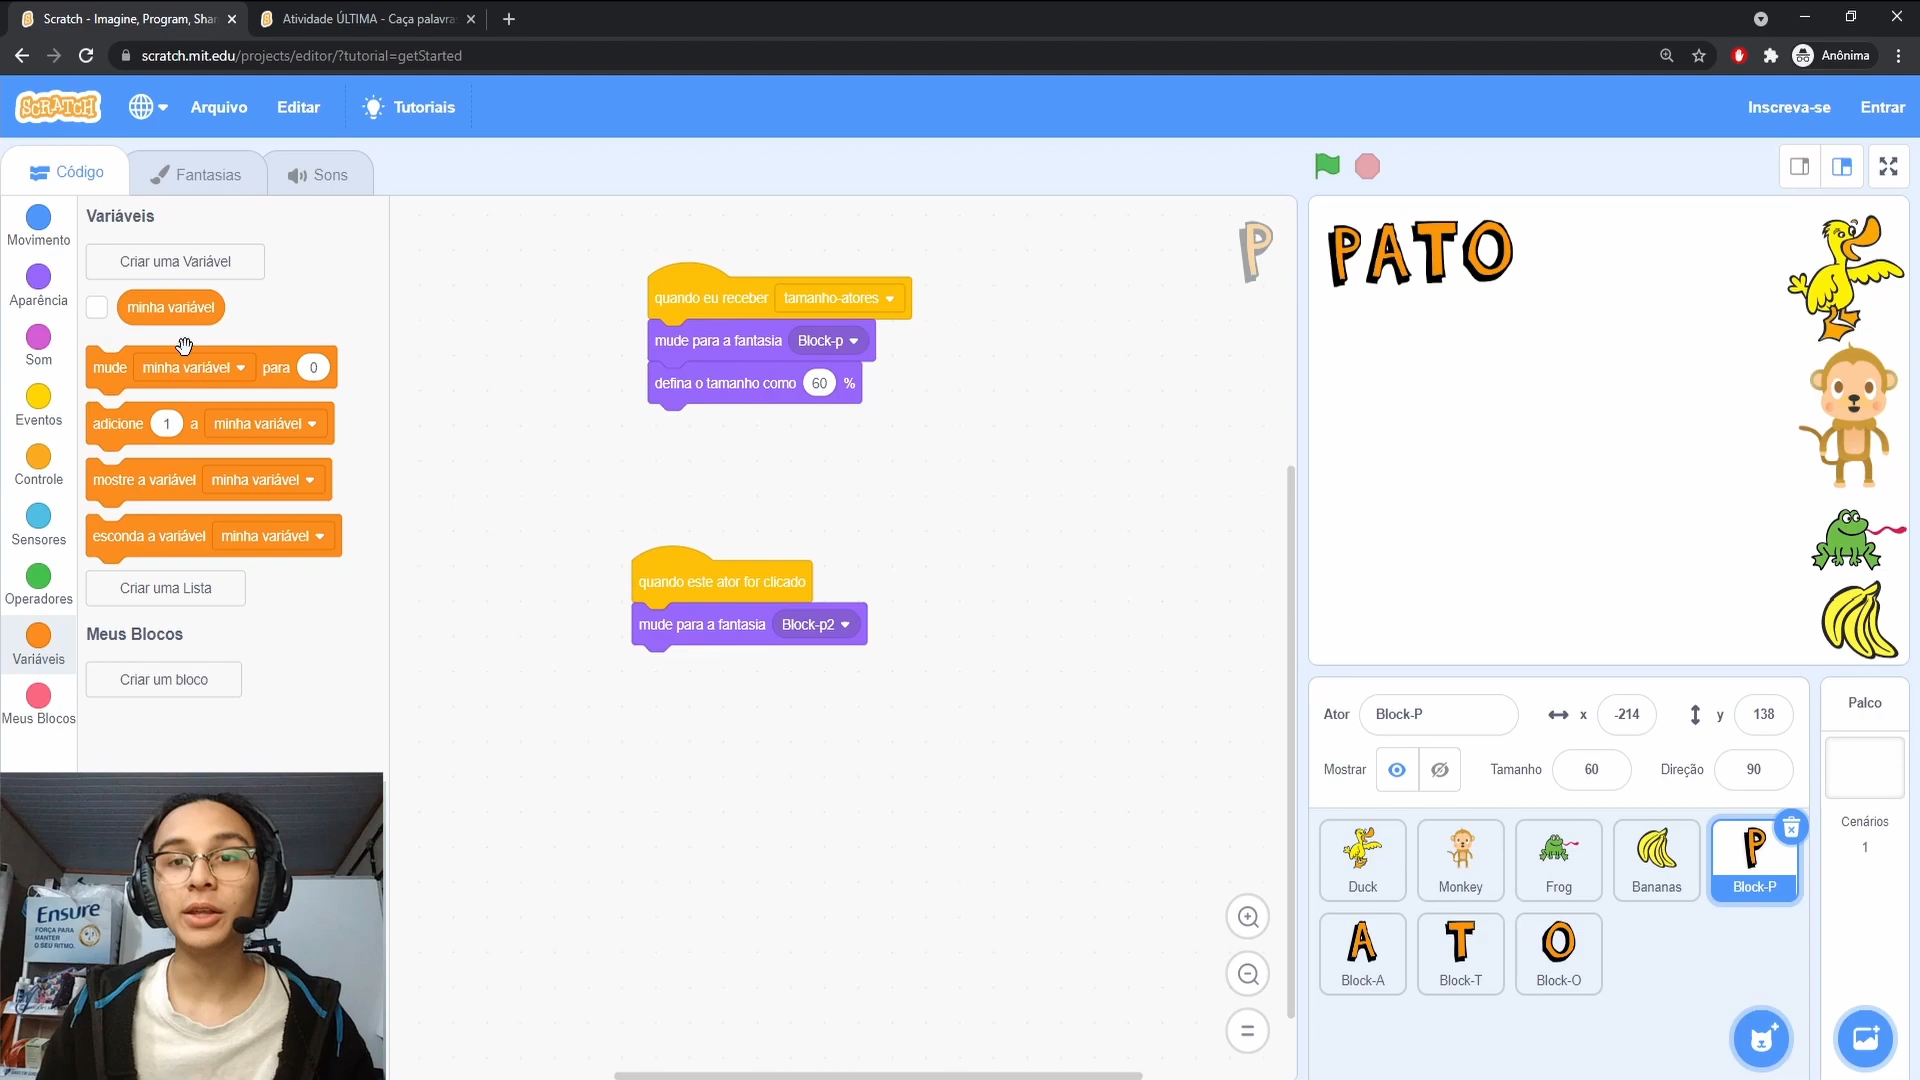 Scratch - Imagine, Program, Shar
Atividade ÚLTIMA - Caça palavra
scratch.mit.edu/projects/editor/?tutorial=getStarted
Anônima
SCRATCH
Arquivo
Editar
Tutoriais
Inscreva-se
Entrar
Código
Fantasias
Sons
Movimento
Aparência
Som
Eventos
Controle
Sensores
Operadores
Variáveis
Meus Blocos
Variáveis
Criar uma Variável
minha variável
mude minha variável para 0
adicione 1 a minha variável
mostre a variável minha variável
esconda a variável minha variável
Criar uma Lista
Meus Blocos
Criar um bloco
quando eu receber tamanho-atores
mude para a fantasia Block-p
defina o tamanho como 60 %
quando este ator for clicado
mude para a fantasia Block-p2
P
PATO
Ator Block-P x -214 y 138
Mostrar Tamanho 60 Direção 90
Duck
Monkey
Frog
Bananas
P
Block-P
A
Block-A
T
Block-T
O
Block-O
Palco
Cenários
1
Ensure
FORÇA PARA
MANTER
O SEU RITMO.